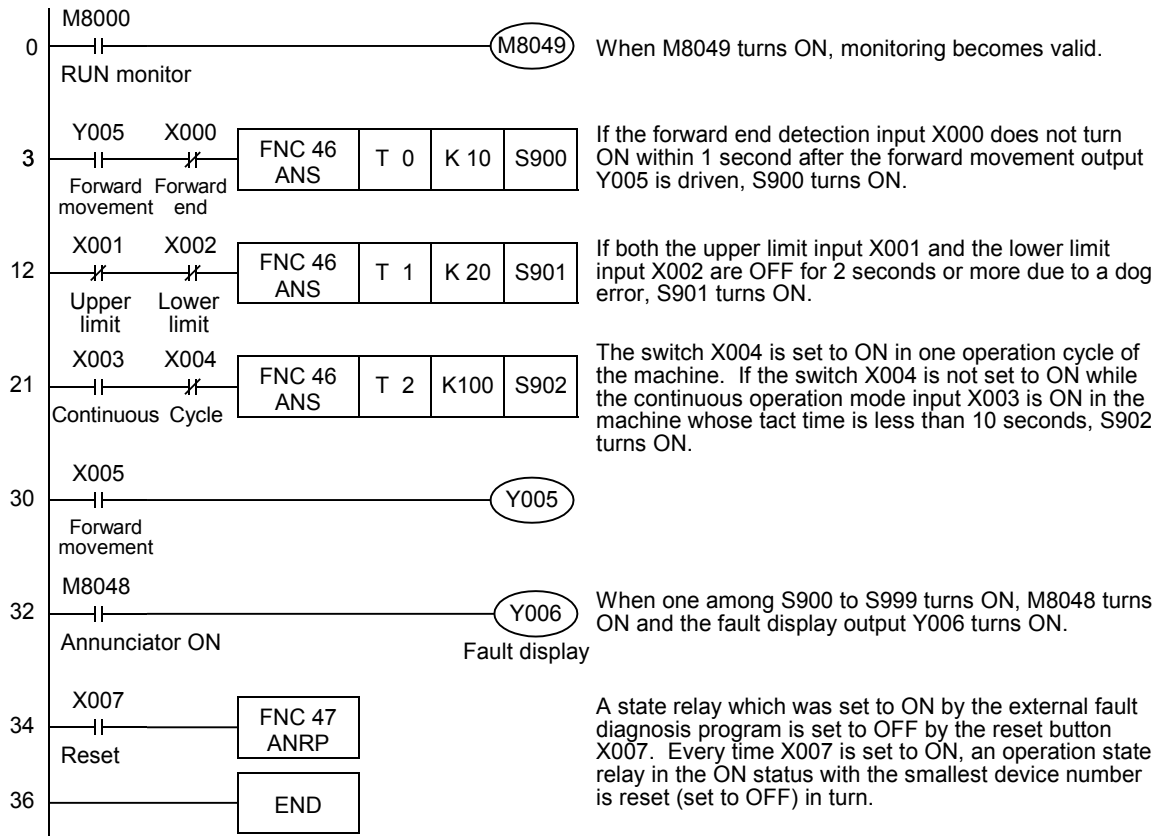 M8000
0
M8049
When M8049 turns ON, monitoring becomes valid.
RUN monitor
Y005 X000
3
FNC 46
ANS
T 0
K 10
S900
Forward Forward
movement end
If the forward end detection input X000 does not turn
ON within 1 second after the forward movement output
Y005 is driven, S900 turns ON.
X001 X002
12
FNC 46
ANS
T 1
K 20
S901
Upper Lower
limit limit
If both the upper limit input X001 and the lower limit
input X002 are OFF for 2 seconds or more due to a dog
error, S901 turns ON.
X003 X004
21
FNC 46
ANS
T 2
K100
S902
Continuous Cycle
The switch X004 is set to ON in one operation cycle of
the machine. If the switch X004 is not set to ON while
the continuous operation mode input X003 is ON in the
machine whose tact time is less than 10 seconds, S902
turns ON.
X005
30
Y005
Forward
movement
M8048
32
Y006
Annunciator ON
Fault display
When one among S900 to S999 turns ON, M8048 turns
ON and the fault display output Y006 turns ON.
X007
34
FNC 47
ANRP
Reset
A state relay which was set to ON by the external fault
diagnosis program is set to OFF by the reset button
X007. Every time X007 is set to ON, an operation state
relay in the ON status with the smallest device number
is reset (set to OFF) in turn.
36
END